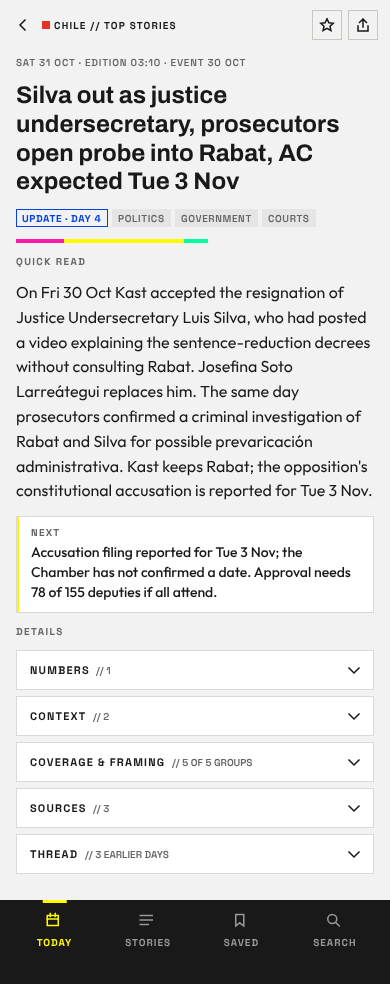 CHILE // TOP STORIES
SAT 31 OCT · EDITION 03:10 · EVENT 30 OCT
Silva out as justice
undersecretary, prosecutors
open probe into Rabat, AC
expected Tue 3 Nov
UPDATE · DAY 4 POLITICS GOVERNMENT COURTS
QUICK READ
On Fri 30 Oct Kast accepted the resignation of
Justice Undersecretary Luis Silva, who had posted
a video explaining the sentence-reduction decrees
without consulting Rabat. Josefina Soto
Larreátegui replaces him. The same day
prosecutors confirmed a criminal investigation of
Rabat and Silva for possible prevaricación
administrativa. Kast keeps Rabat; the opposition's
constitutional accusation is reported for Tue 3 Nov.
NEXT
Accusation filing reported for Tue 3 Nov; the
Chamber has not confirmed a date. Approval needs
78 of 155 deputies if all attend.
DETAILS
NUMBERS // 1
CONTEXT // 2
COVERAGE & FRAMING // 5 OF 5 GROUPS
SOURCES // 3
THREAD // 3 EARLIER DAYS
TODAY STORIES SAVED SEARCH